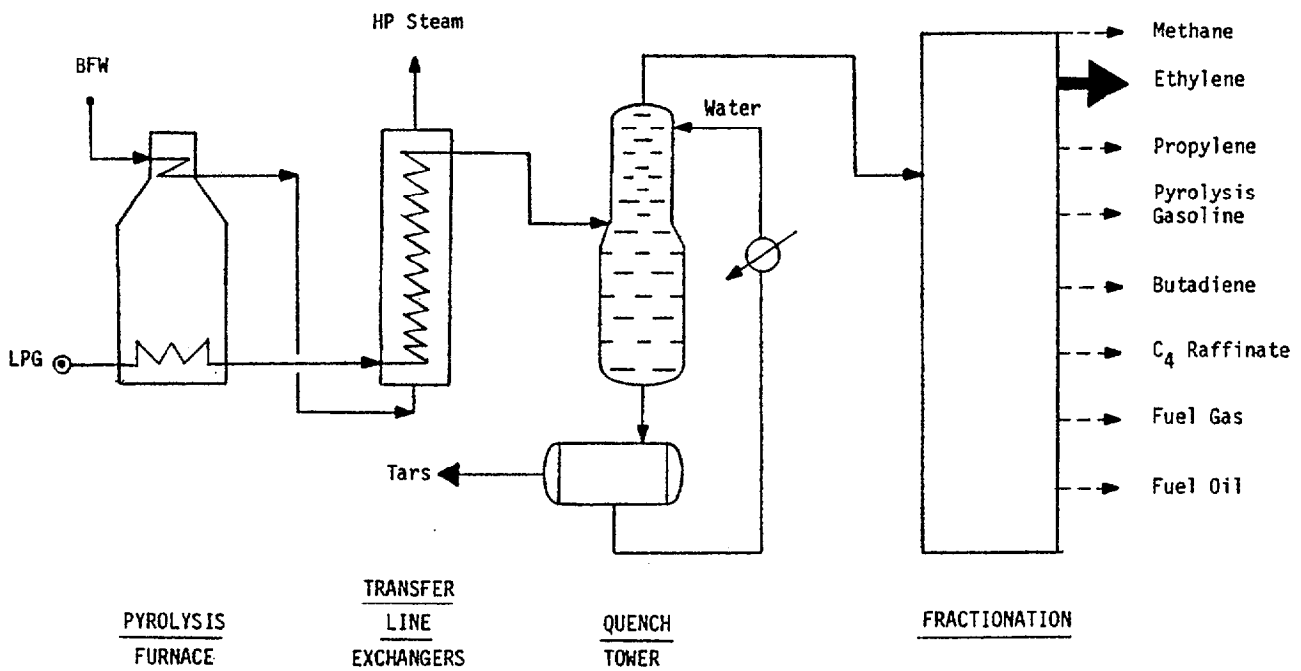 HP Steam
BFW
LPG
Water
Tars
Methane
Ethylene
Propylene
Pyrolysis
Gasoline
Butadiene
C4 Raffinate
Fuel Gas
Fuel Oil
PYROLYSIS
FURNACE
TRANSFER
LINE
EXCHANGERS
QUENCH
TOWER
FRACTIONATION